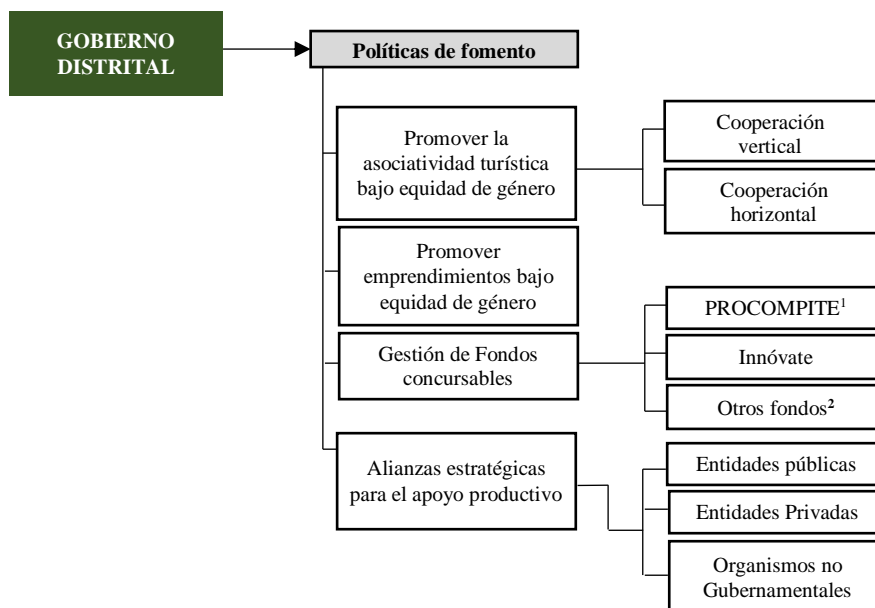 GOBIERNO
DISTRITAL
Políticas de fomento
Promover la
asociatividad turística
bajo equidad de género
Cooperación
vertical
Cooperación
horizontal
Promover
emprendimientos bajo
equidad de género
Gestión de Fondos
concursables
PROCOMPITE¹
Innóvate
Otros fondos²
Alianzas estratégicas
para el apoyo productivo
Entidades públicas
Entidades Privadas
Organismos no
Gubernamentales